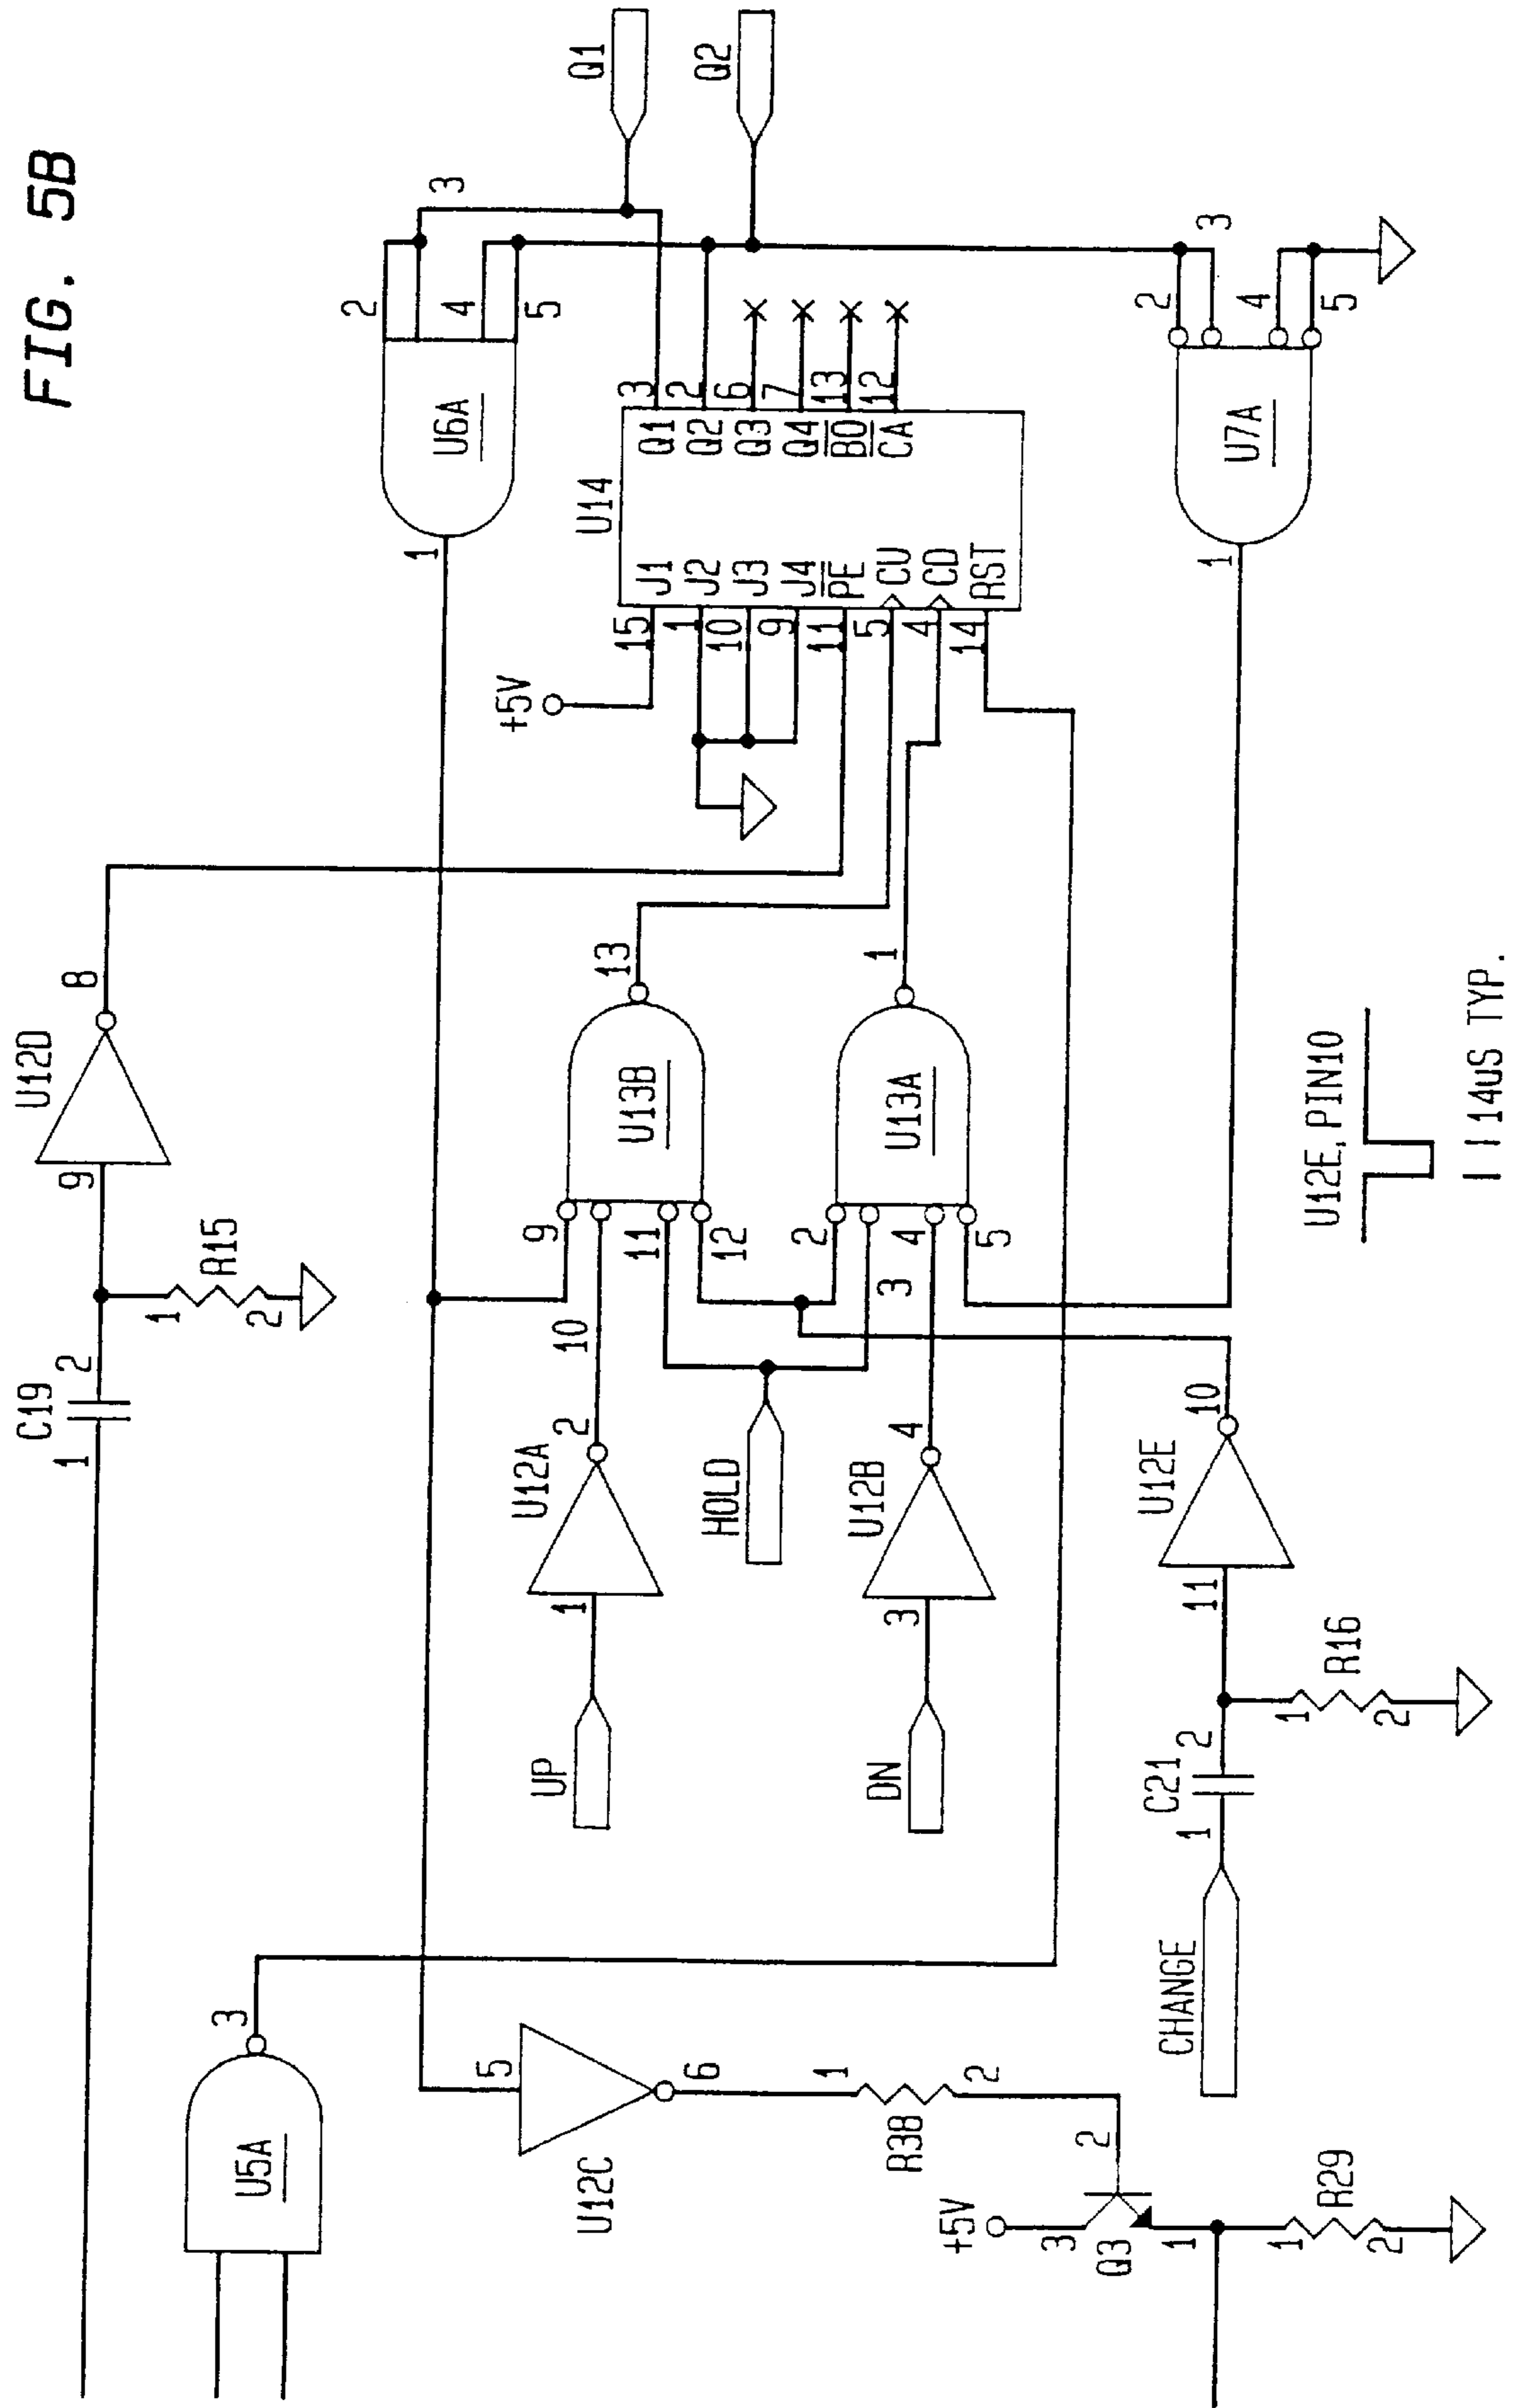 FIG. 5B
U12D
9
8
C19
1
2
R15
1
2
U5A
3
U12C
5
6
R38
1
2
+5V
3
2
Q3
1
R29
1
2
UP
1
U12A
2
10
HOLD
DN
3
U12B
4
CHANGE
1
C21
2
R16
1
2
11
U12E
10
9
11
12
U13B
13
2
3
4
5
U13A
1
+5V
U14
15
J1
1
J2
10
J3
9
J4
11
PE
5
CU
4
CD
14
RST
Q1
3
Q2
2
Q3
6
Q4
7
BO
13
CA
12
U6A
1
2
3
4
5
Q1
Q2
U7A
1
2
3
4
5
U12E, PIN10
14uS TYP.